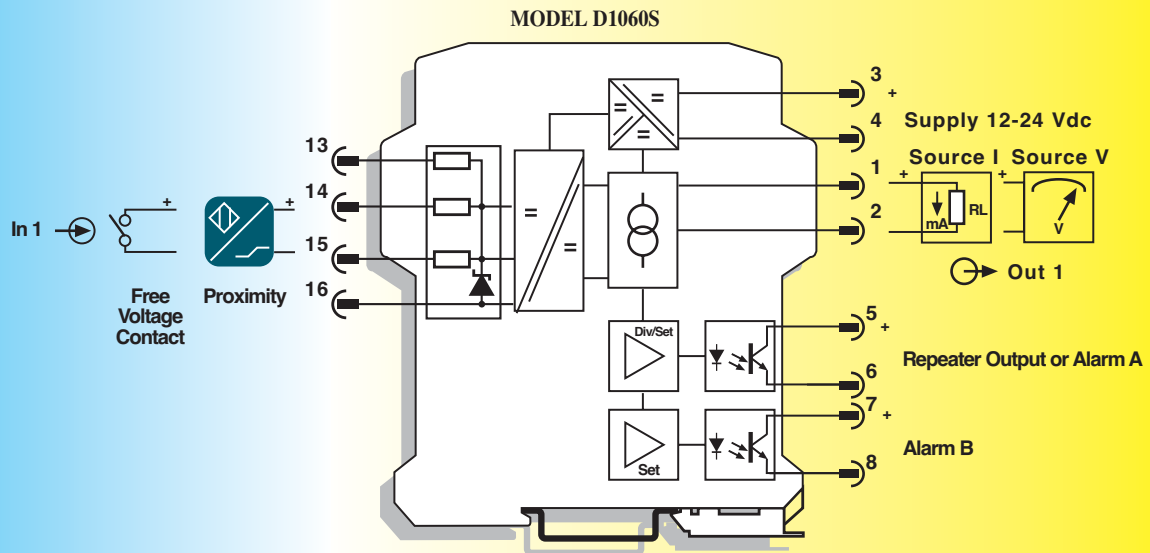 MODEL D1060S
3
+
4
Supply 12-24 Vdc
13
14
15
16
In 1
+
+
Free
Voltage
Contact
Proximity
1
2
Source I Source V
+
+
mA
RL
V
Out 1
Div/Set
5
+
6
Repeater Output or Alarm A
7
+
Set
8
Alarm B